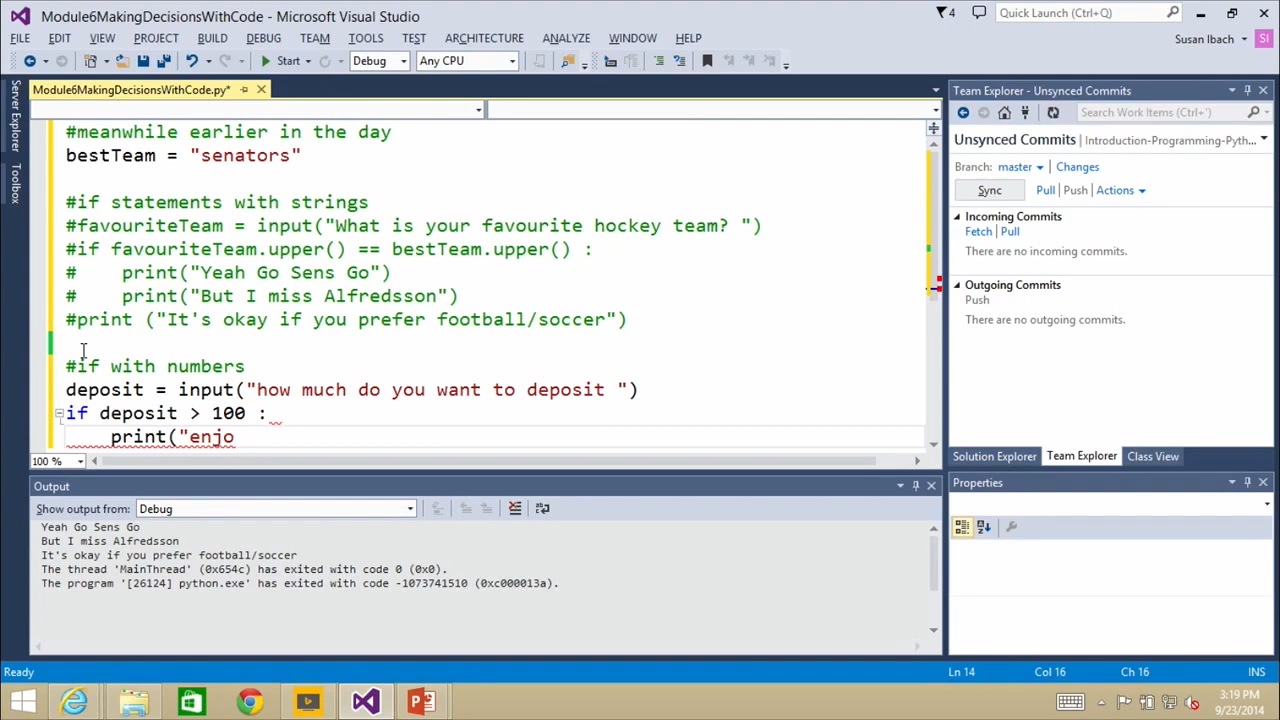 Module6MakingDecisionsWithCode - Microsoft Visual Studio
4
Quick Launch (Ctrl+Q)
FILE EDIT VIEW PROJECT BUILD DEBUG TEAM TOOLS TEST ARCHITECTURE ANALYZE WINDOW HELP
Susan Ibach SI
Start Debug Any CPU
Server Explorer
Toolbox
Module6MakingDecisionsWithCode.py*
#meanwhile earlier in the day
bestTeam = "senators"
#if statements with strings
#favouriteTeam = input("What is your favourite hockey team? ")
#if favouriteTeam.upper() == bestTeam.upper() :
#    print("Yeah Go Sens Go")
#    print("But I miss Alfredsson")
#print ("It's okay if you prefer football/soccer")
#if with numbers
deposit = input("how much do you want to deposit ")
if deposit > 100 :
    print("enjo
100 %
Output
Show output from: Debug
Yeah Go Sens Go
But I miss Alfredsson
It's okay if you prefer football/soccer
The thread 'MainThread' (0x654c) has exited with code 0 (0x0).
The program '[26124] python.exe' has exited with code -1073741510 (0xc000013a).
Team Explorer - Unsynced Commits
Search Work Items (Ctrl+')
Unsynced Commits Introduction-Programming-Pyth...
Branch: master Changes
Sync Pull Push Actions
Incoming Commits
Fetch Pull
There are no incoming commits.
Outgoing Commits
Push
There are no outgoing commits.
Solution Explorer Team Explorer Class View
Properties
Ready Ln 14 Col 16 Ch 16 INS
3:19 PM
9/23/2014